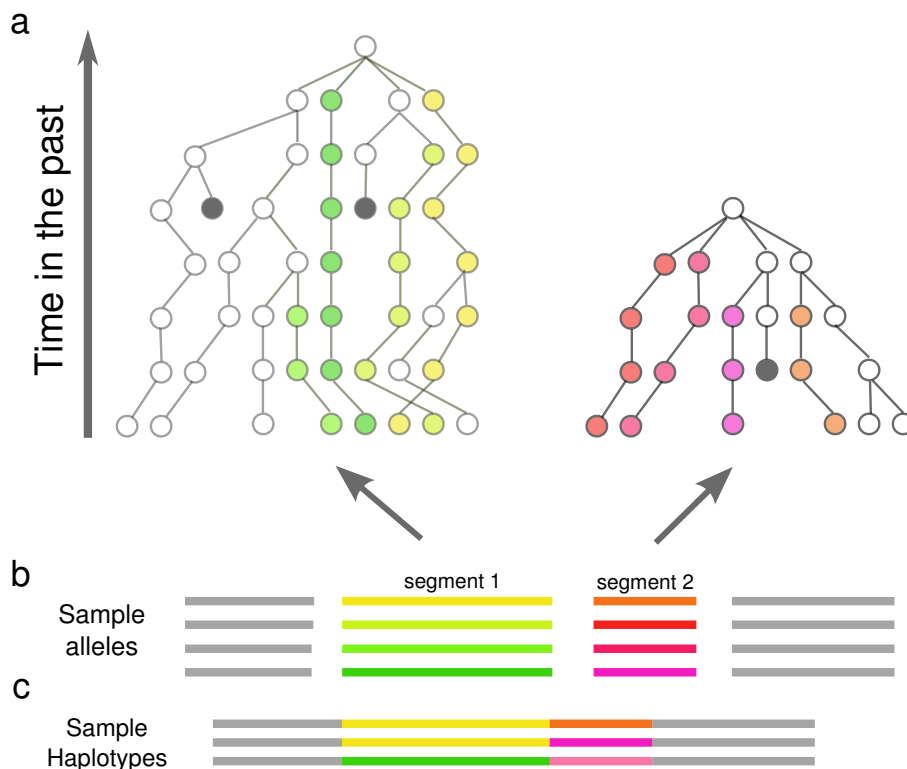 a
Time in the past
b
segment 1
segment 2
Sample
alleles
c
Sample
Haplotypes